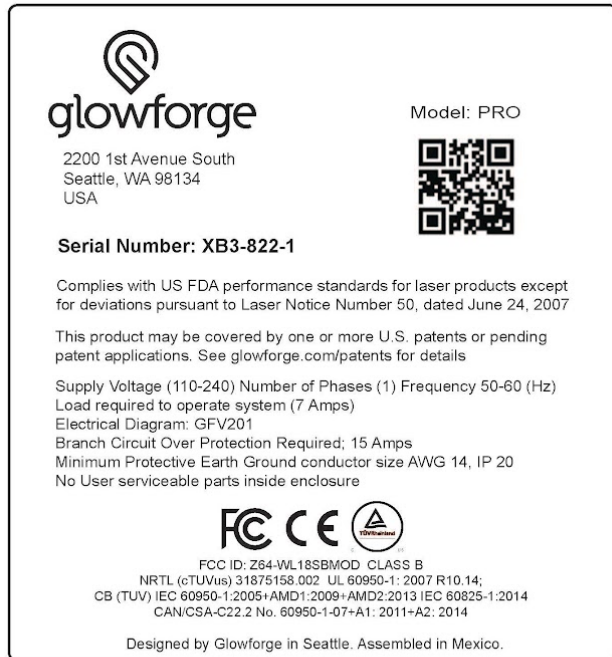 glowforge
Model: PRO
2200 1st Avenue South
Seattle, WA 98134
USA
Serial Number: XB3-822-1
Complies with US FDA performance standards for laser products except
for deviations pursuant to Laser Notice Number 50, dated June 24, 2007
This product may be covered by one or more U.S. patents or pending
patent applications. See glowforge.com/patents for details
Supply Voltage (110-240) Number of Phases (1) Frequency 50-60 (Hz)
Load required to operate system (7 Amps)
Electrical Diagram: GFV201
Branch Circuit Over Protection Required; 15 Amps
Minimum Protective Earth Ground conductor size AWG 14, IP 20
No User serviceable parts inside enclosure
FC CE TÜVRheinland
FCC ID: Z64-WL18SBMOD CLASS B
NRTL (cTUVus) 31875158.002 UL 60950-1: 2007 R10.14;
CB (TUV) IEC 60950-1:2005+AMD1:2009+AMD2:2013 IEC 60825-1:2014
CAN/CSA-C22.2 No. 60950-1-07+A1: 2011+A2: 2014
Designed by Glowforge in Seattle. Assembled in Mexico.